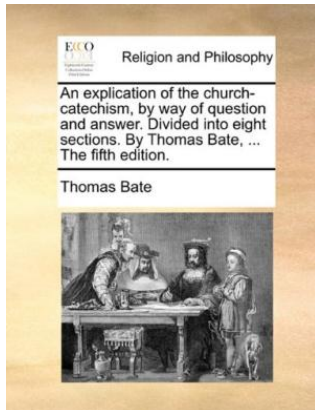 ECCO
Religion and Philosophy
An explication of the church-
catechism, by way of question
and answer. Divided into eight
sections. By Thomas Bate, ...
The fifth edition.
Thomas Bate